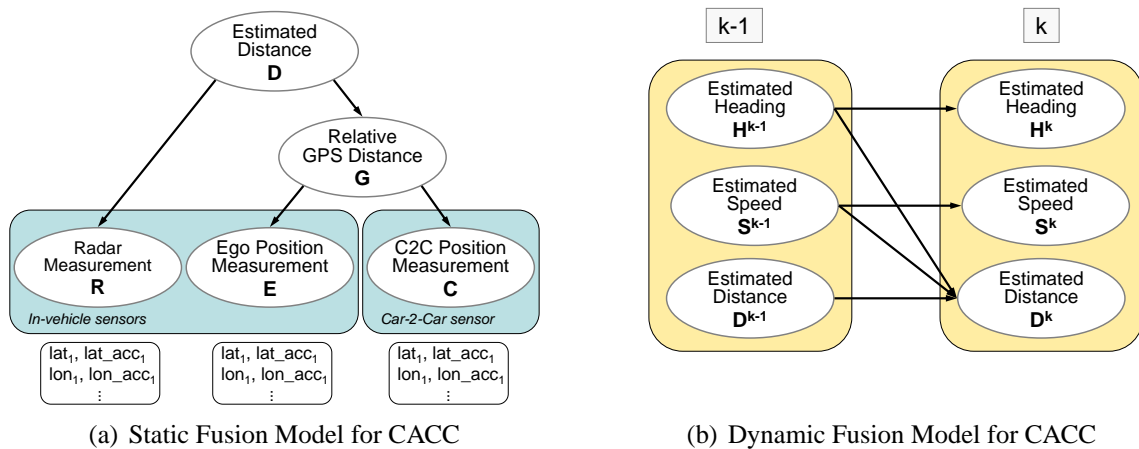 Estimated
Distance
D
Relative
GPS Distance
G
Radar
Measurement
R
Ego Position
Measurement
E
C2C Position
Measurement
C
In-vehicle sensors
Car-2-Car sensor
lat₁, lat_acc₁
lon₁, lon_acc₁
⋮
lat₁, lat_acc₁
lon₁, lon_acc₁
⋮
lat₁, lat_acc₁
lon₁, lon_acc₁
⋮
(a) Static Fusion Model for CACC
k-1
k
Estimated
Heading
Hᵏ⁻¹
Estimated
Heading
Hᵏ
Estimated
Speed
Sᵏ⁻¹
Estimated
Speed
Sᵏ
Estimated
Distance
Dᵏ⁻¹
Estimated
Distance
Dᵏ
(b) Dynamic Fusion Model for CACC